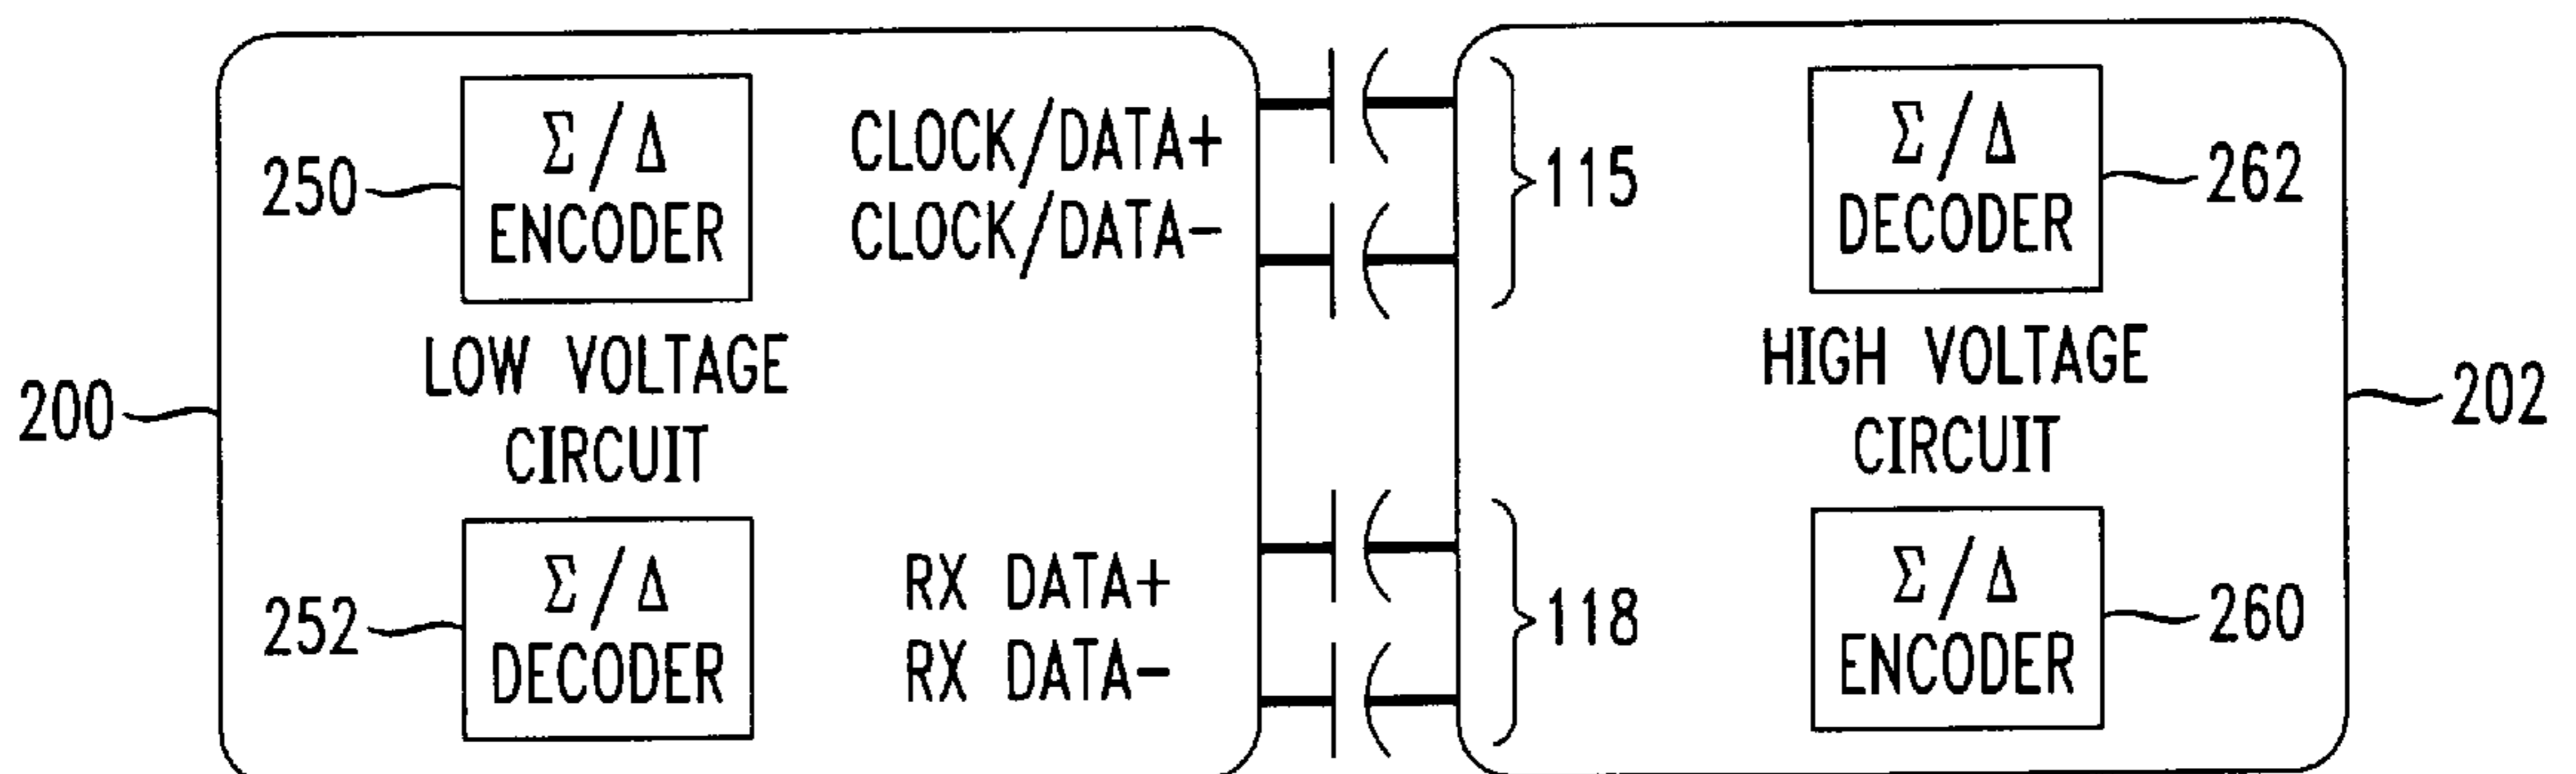 Σ/Δ
ENCODER
250
CLOCK/DATA+
CLOCK/DATA-
115
Σ/Δ
DECODER
262
200
LOW VOLTAGE
CIRCUIT
HIGH VOLTAGE
CIRCUIT
202
252
Σ/Δ
DECODER
RX DATA+
RX DATA-
118
Σ/Δ
ENCODER
260